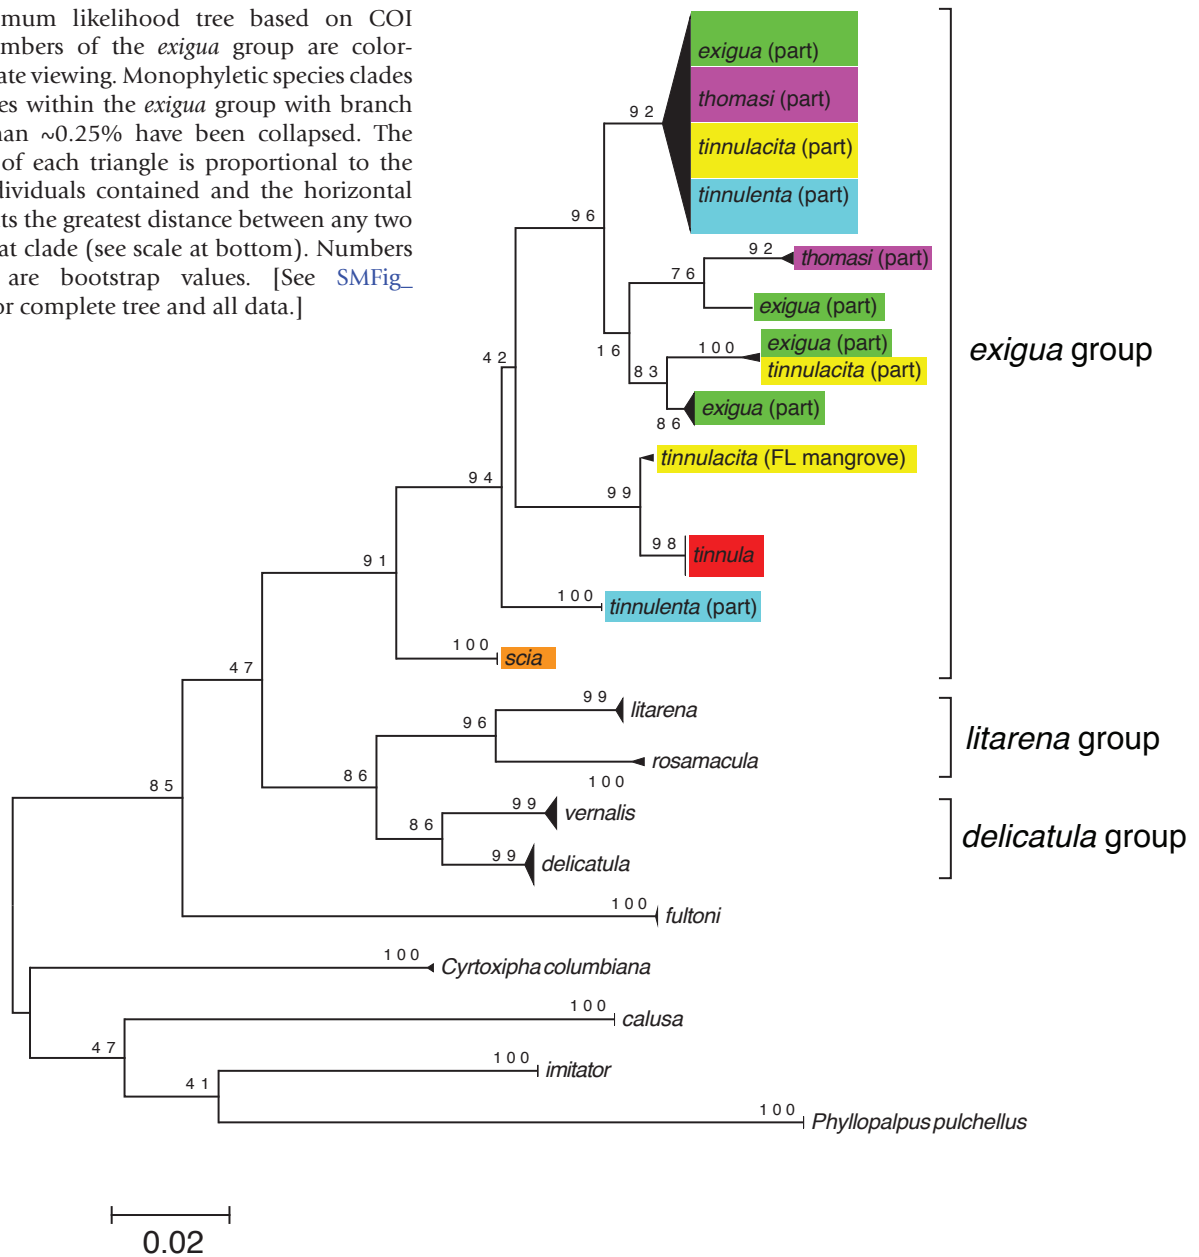 mum likelihood tree based on COI
mbers of the exigua group are color-
ate viewing. Monophyletic species clades
es within the exigua group with branch
an ~0.25% have been collapsed. The
of each triangle is proportional to the
dividuals contained and the horizontal
ts the greatest distance between any two
at clade (see scale at bottom). Numbers
are bootstrap values. [See SMFig_
or complete tree and all data.]
exigua (part)
thomasi (part)
92
tinnulacita (part)
tinnulenta (part)
96
92
thomasi (part)
76
exigua (part)
exigua group
42
16
100
exigua (part)
tinnulacita (part)
83
exigua (part)
86
tinnulacita (FL mangrove)
94
99
98
tinnula
91
100
tinnulenta (part)
100
scia
47
99
litarena
96
litarena group
86
rosamacula
100
85
99
vernalis
86
delicatula group
99
delicatula
100
fultoni
100
Cyrtoxipha columbiana
100
calusa
47
100
imitator
41
100
Phyllopalpus pulchellus
0.02